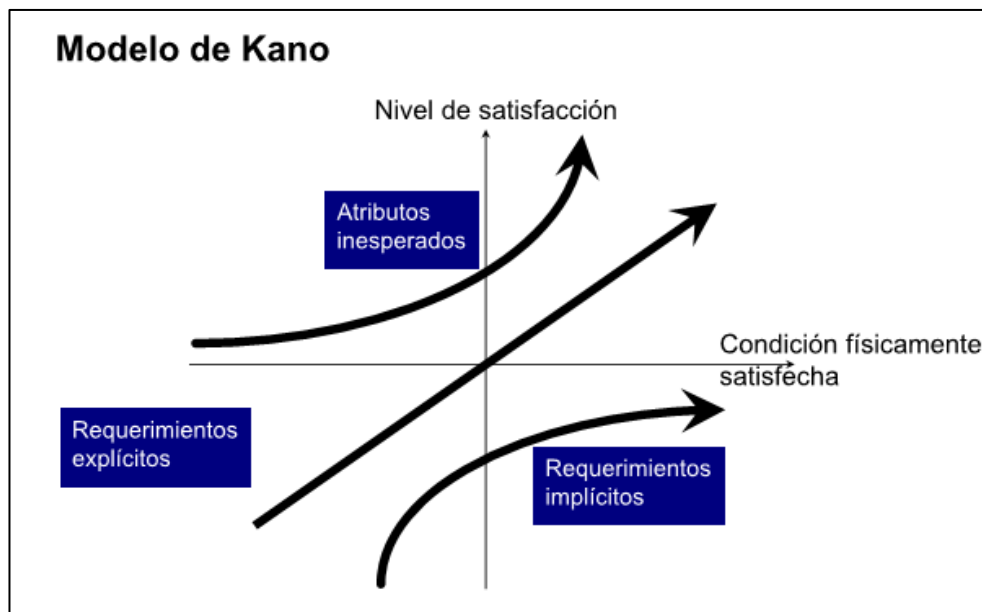 Modelo de Kano
Nivel de satisfacción
Atributos
inesperados
Condición físicamente
satisfecha
Requerimientos
explícitos
Requerimientos
implícitos